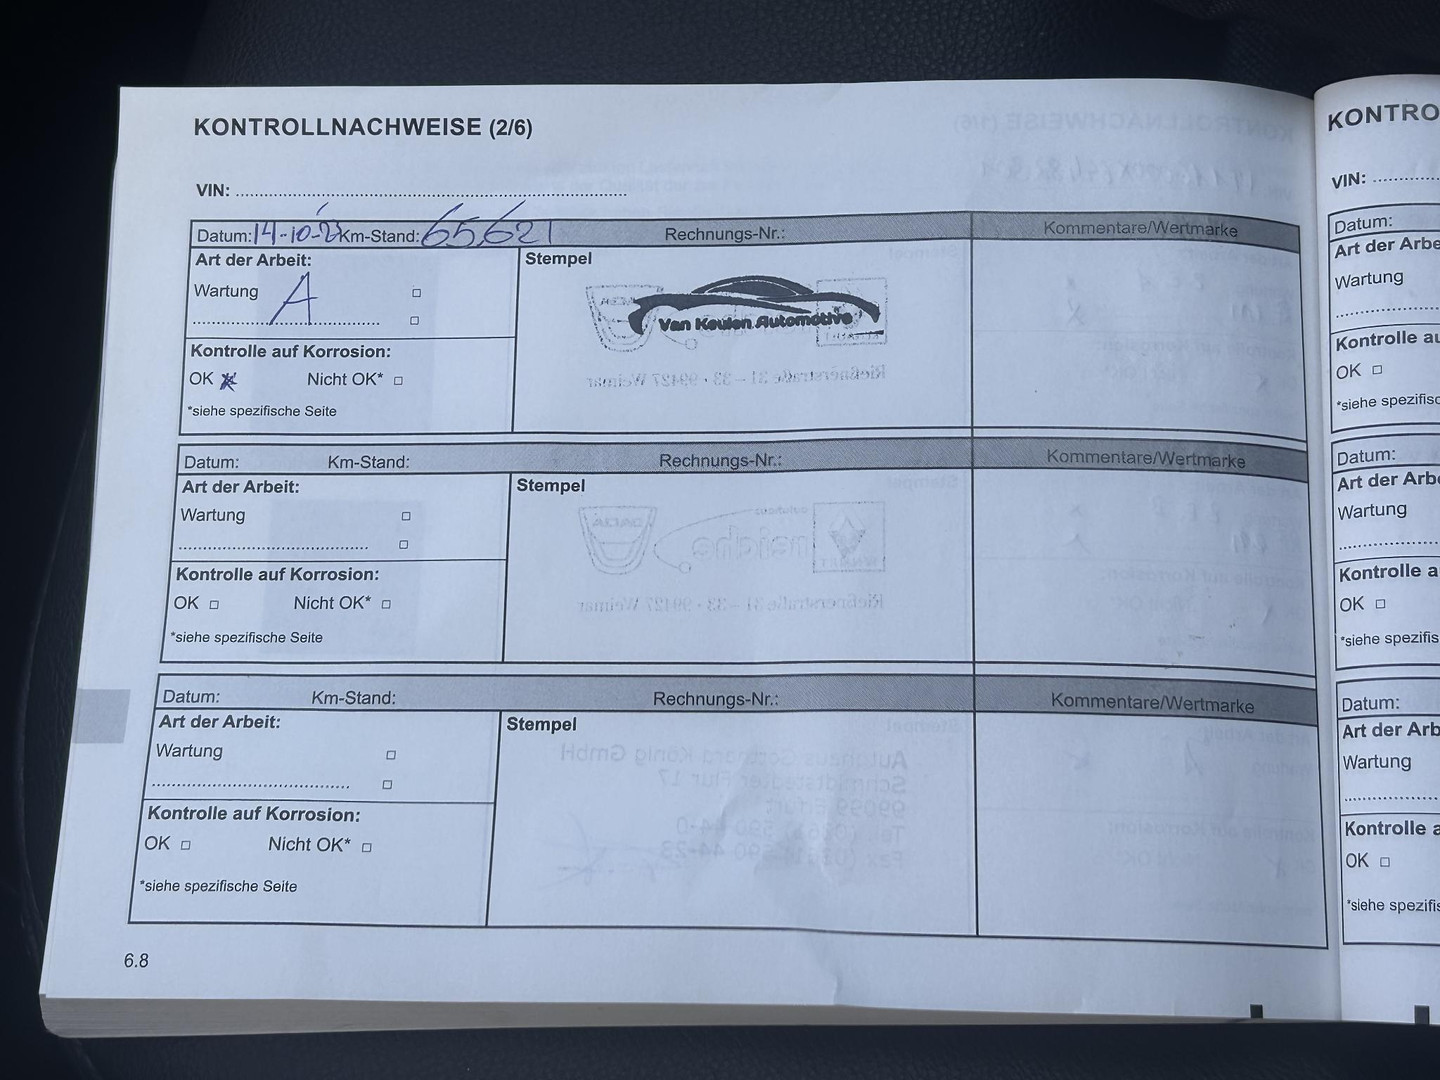 KONTROLLNACHWEISE (2/6)
VIN:
Datum: 14-10-2 Km-Stand: 65.621 Rechnungs-Nr.: Kommentare/Wertmarke
Art der Arbeit:
Wartung A
Kontrolle auf Korrosion:
OK Nicht OK*
*siehe spezifische Seite
Stempel
Van Keulen Automotive
Datum: Km-Stand: Rechnungs-Nr.: Kommentare/Wertmarke
Art der Arbeit:
Wartung
Kontrolle auf Korrosion:
OK Nicht OK*
*siehe spezifische Seite
Stempel
Datum: Km-Stand: Rechnungs-Nr.: Kommentare/Wertmarke
Art der Arbeit:
Wartung
Kontrolle auf Korrosion:
OK Nicht OK*
*siehe spezifische Seite
Stempel
6.8
KONTRO
VIN:
Datum:
Art der Arbe
Wartung
Kontrolle au
OK
*siehe spezifisc
Datum:
Art der Arb
Wartung
Kontrolle a
OK
*siehe spezifis
Datum:
Art der Arb
Wartung
Kontrolle a
OK
*siehe spezifis